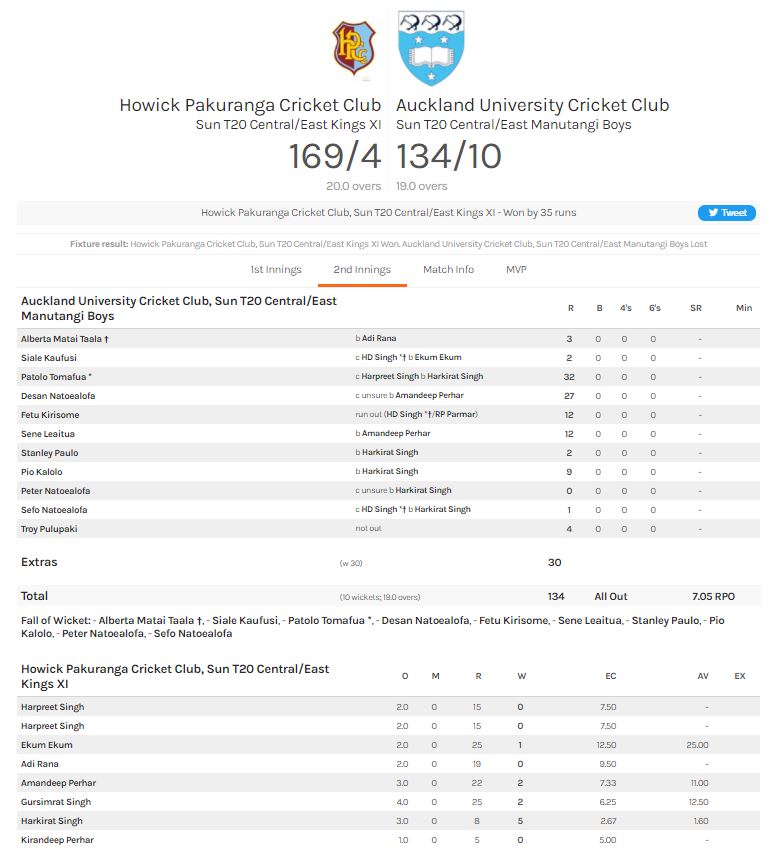 Howick Pakuranga Cricket Club
Sun T20 Central/East Kings XI
169/4
20.0 overs
Auckland University Cricket Club
Sun T20 Central/East Manutangi Boys
134/10
19.0 overs
Howick Pakuranga Cricket Club, Sun T20 Central/East Kings XI - Won by 35 runs
Tweet
Fixture result: Howick Pakuranga Cricket Club, Sun T20 Central/East Kings XI Won. Auckland University Cricket Club, Sun T20 Central/East Manutangi Boys Lost
1st Innings 2nd Innings Match Info MVP
Auckland University Cricket Club, Sun T20 Central/East
Manutangi Boys R B 4's 6's SR Min
Alberta Matai Taala † b Adi Rana 3 0 0 0 -
Siale Kaufusi c HD Singh *† b Ekum Ekum 2 0 0 0 -
Patolo Tomafua * c Harpreet Singh b Harkirat Singh 32 0 0 0 -
Desan Natoealofa c unsure b Amandeep Perhar 27 0 0 0 -
Fetu Kirisome run out (HD Singh *†/RP Parmar) 12 0 0 0 -
Sene Leaitua b Amandeep Perhar 12 0 0 0 -
Stanley Paulo b Harkirat Singh 2 0 0 0 -
Pio Kalolo b Harkirat Singh 9 0 0 0 -
Peter Natoealofa c unsure b Harkirat Singh 0 0 0 0 -
Sefo Natoealofa c HD Singh *† b Harkirat Singh 1 0 0 0 -
Troy Pulupaki not out 4 0 0 0 -
Extras (w 30) 30
Total (10 wickets; 19.0 overs) 134 All Out 7.05 RPO
Fall of Wicket: - Alberta Matai Taala †, - Siale Kaufusi, - Patolo Tomafua *, - Desan Natoealofa, - Fetu Kirisome, - Sene Leaitua, - Stanley Paulo, - Pio
Kalolo, - Peter Natoealofa, - Sefo Natoealofa
Howick Pakuranga Cricket Club, Sun T20 Central/East
Kings XI O M R W EC AV EX
Harpreet Singh 2.0 0 15 0 7.50 -
Harpreet Singh 2.0 0 15 0 7.50 -
Ekum Ekum 2.0 0 25 1 12.50 25.00
Adi Rana 2.0 0 19 0 9.50 -
Amandeep Perhar 3.0 0 22 2 7.33 11.00
Gursimrat Singh 4.0 0 25 2 6.25 12.50
Harkirat Singh 3.0 0 8 5 2.67 1.60
Kirandeep Perhar 1.0 0 5 0 5.00 -